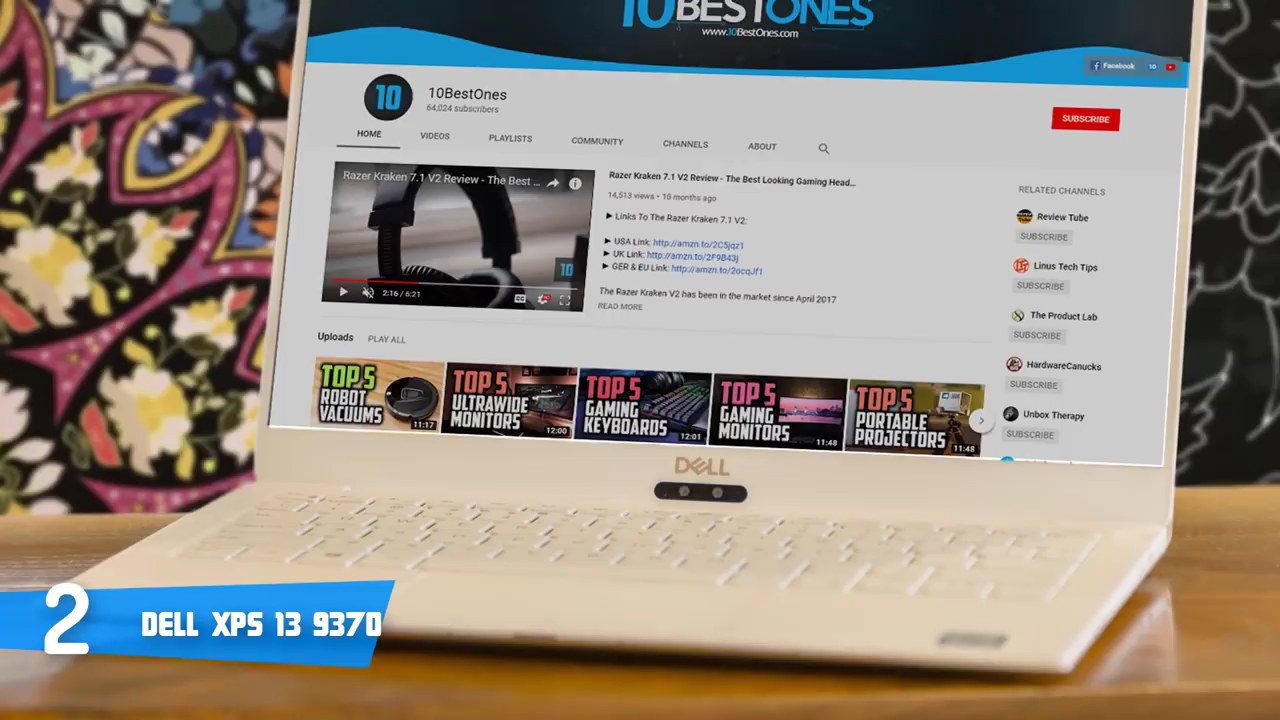 10BESTONES
www.10BestOnes.com
Facebook
10
10
10BestOnes
64,024 subscribers
SUBSCRIBE
HOME
VIDEOS
PLAYLISTS
COMMUNITY
CHANNELS
ABOUT
Razer Kraken 7.1 V2 Review - The Best ...
10
2:16 / 6:21
CC
Razer Kraken 7.1 V2 Review - The Best Looking Gaming Head...
14,513 views • 10 months ago
► Links To The Razer Kraken 7.1 V2:
► USA Link: http://amzn.to/2C5jqz1
► UK Link: http://amzn.to/2F9B43j
► GER & EU Link: http://amzn.to/2ocqJf1
The Razer Kraken V2 has been in the market since April 2017
READ MORE
RELATED CHANNELS
Review Tube
SUBSCRIBE
Linus Tech Tips
SUBSCRIBE
The Product Lab
SUBSCRIBE
HardwareCanucks
SUBSCRIBE
Unbox Therapy
SUBSCRIBE
Uploads
PLAY ALL
TOP 5
ROBOT
VACUUMS
11:17
TOP 5
ULTRAWIDE
MONITORS
12:00
TOP 5
GAMING
KEYBOARDS
12:01
TOP 5
GAMING
MONITORS
11:48
TOP 5
PORTABLE
PROJECTORS
11:48
DELL
2
DELL XPS 13 9370